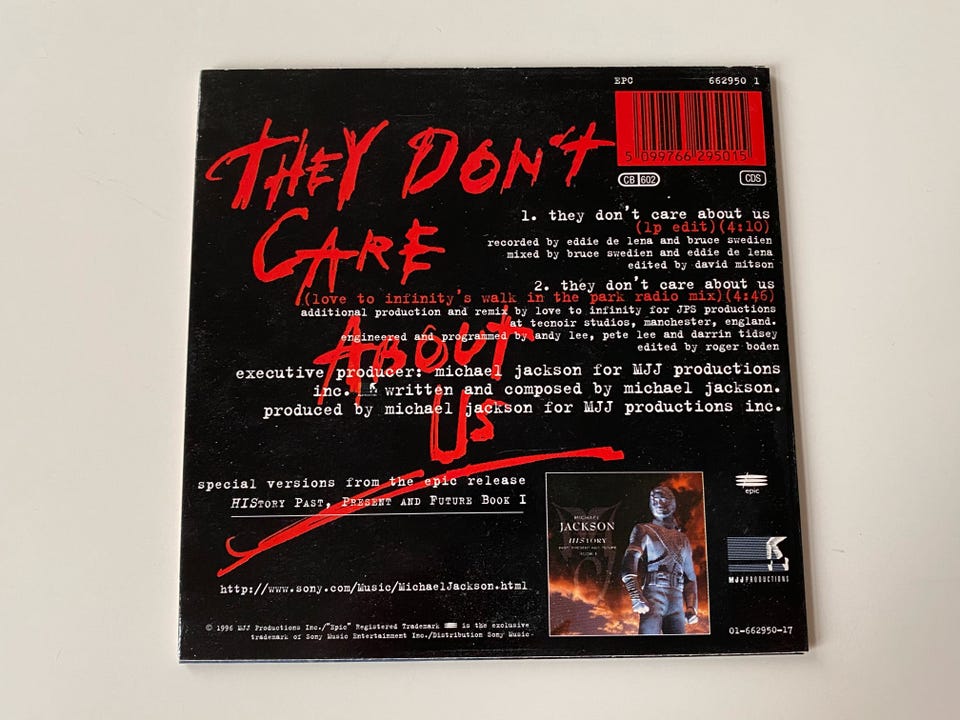 EPC 662950 1
5 099766 295015
CB 602 CDS
THEY DON'T
CARE
ABOUT
US
1. they don't care about us
(lp edit)(4:10)
recorded by eddie de lena and bruce swedien
mixed by bruce swedien and eddie de lena
edited by david mitson
2. they don't care about us
(love to infinity's walk in the park radio mix)(4:46)
additional production and remix by love to infinity for JPS productions
at tecnoir studios, manchester, england.
engineered and programmed by andy lee, pete lee and darrin tidsey
edited by roger boden
executive producer: michael jackson for MJJ productions
inc. written and composed by michael jackson.
produced by michael jackson for MJJ productions inc.
special versions from the epic release
HISTORY PAST, PRESENT AND FUTURE BOOK I
http://www.sony.com/Music/MichaelJackson.html
© 1996 MJJ Productions Inc./"Epic" Registered Trademark is the exclusive
trademark of Sony Music Entertainment Inc./Distribution Sony Music
MICHAEL
JACKSON
HISTORY
PAST, PRESENT AND FUTURE
BOOK I
epic
MJJ PRODUCTIONS
01-662950-17